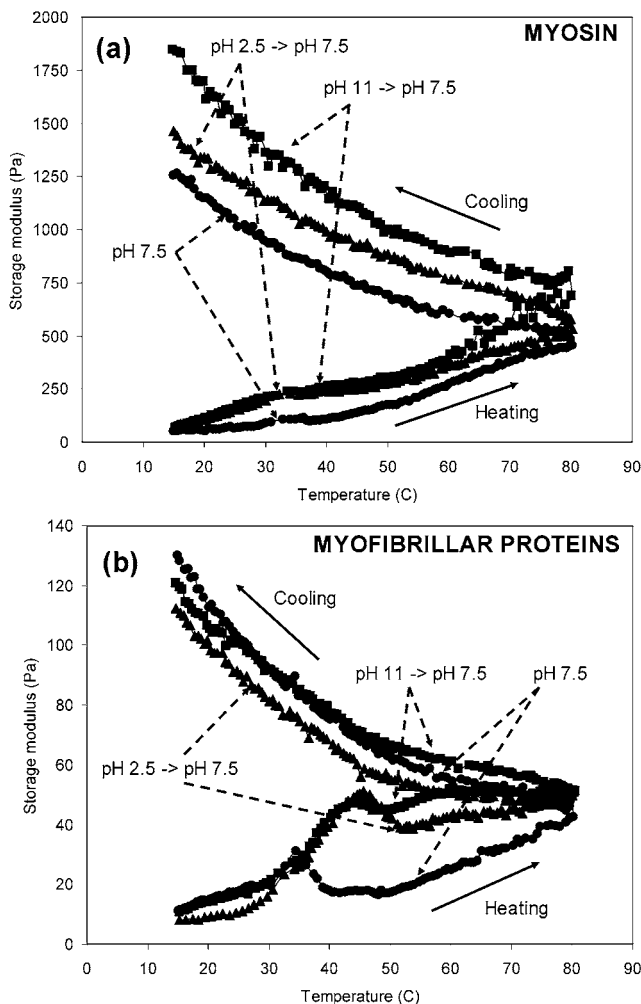 (a)
MYOSIN
pH 2.5 -> pH 7.5
pH 11 -> pH 7.5
Cooling
pH 7.5
Heating
Storage modulus (Pa)
2000
1750
1500
1250
1000
750
500
250
0
0 10 20 30 40 50 60 70 80 90
Temperature (C)
(b)
MYOFIBRILLAR PROTEINS
Cooling
pH 11 -> pH 7.5
pH 7.5
pH 2.5 -> pH 7.5
Heating
Storage modulus (Pa)
140
120
100
80
60
40
20
0
0 10 20 30 40 50 60 70 80 90
Temperature (C)